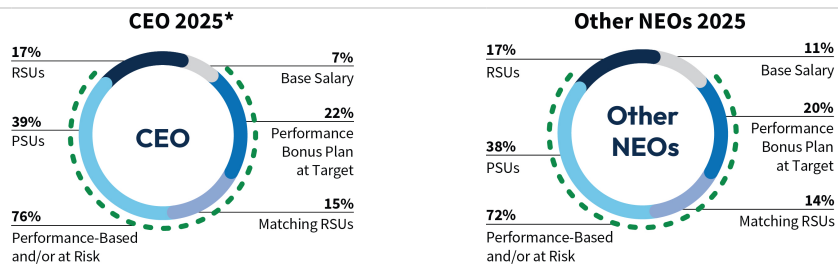 CEO 2025*
17%
RSUs
7%
Base Salary
39%
PSUs
CEO
22%
Performance
Bonus Plan
at Target
76%
Performance-Based
and/or at Risk
15%
Matching RSUs
Other NEOs 2025
17%
RSUs
11%
Base Salary
38%
PSUs
Other
NEOs
20%
Performance
Bonus Plan
at Target
72%
Performance-Based
and/or at Risk
14%
Matching RSUs